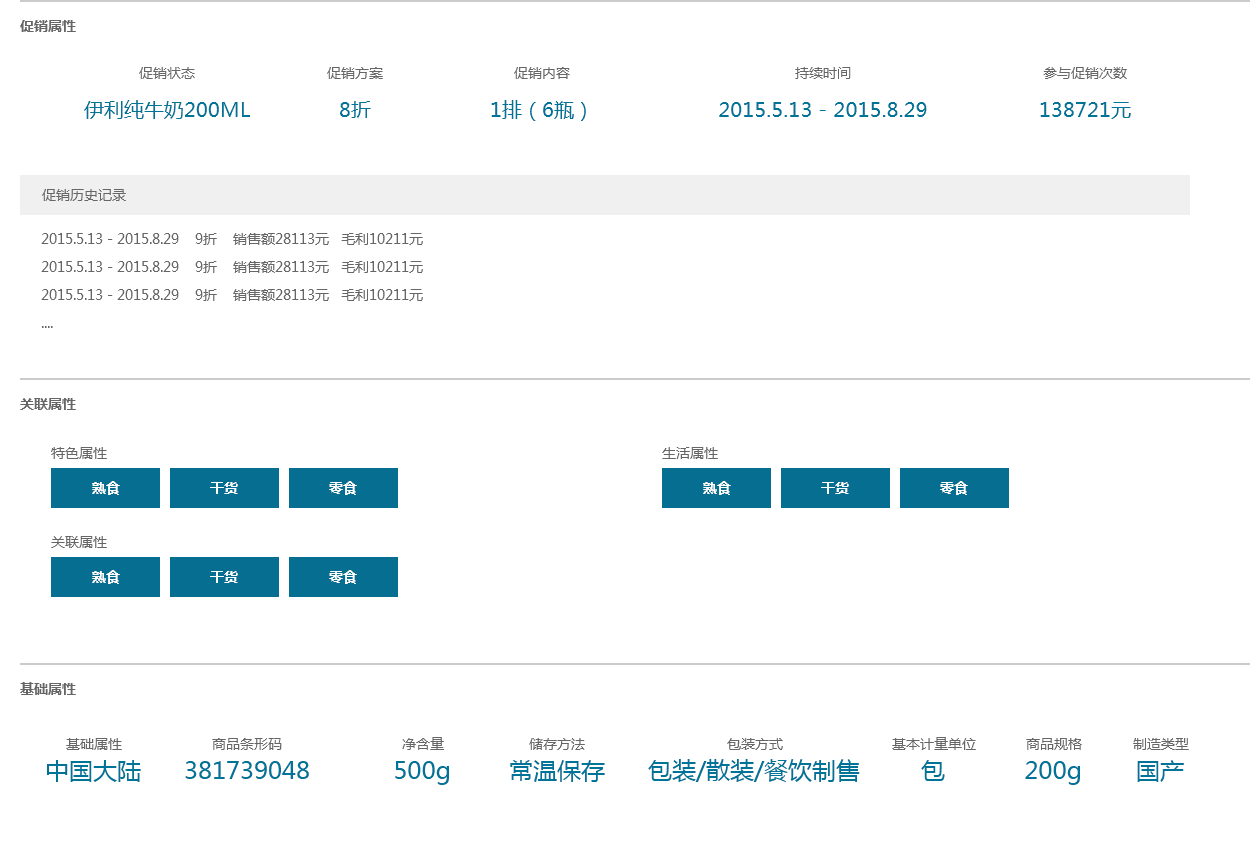 促销属性
促销状态 促销方案 促销内容 持续时间 参与促销次数
伊利纯牛奶200ML 8折 1排（6瓶） 2015.5.13 - 2015.8.29 138721元
促销历史记录
2015.5.13 - 2015.8.29 9折 销售额28113元 毛利10211元
2015.5.13 - 2015.8.29 9折 销售额28113元 毛利10211元
2015.5.13 - 2015.8.29 9折 销售额28113元 毛利10211元
....
关联属性
特色属性 生活属性
熟食 干货 零食 熟食 干货 零食
关联属性
熟食 干货 零食
基础属性
基础属性 商品条形码 净含量 储存方法 包装方式 基本计量单位 商品规格 制造类型
中国大陆 381739048 500g 常温保存 包装/散装/餐饮制售 包 200g 国产